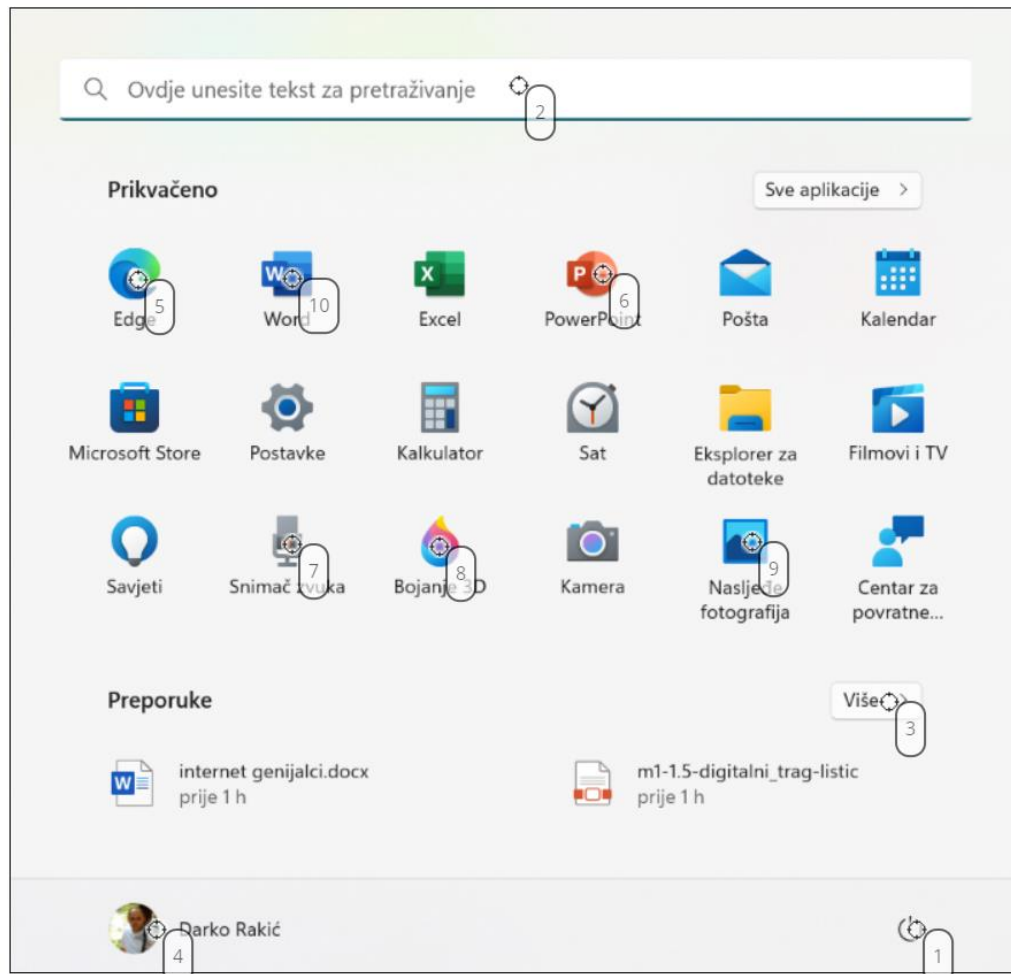 Ovdje unesite tekst za pretraživanje
2
Prikvačeno
Sve aplikacije
W
X
P
5
10
6
Edge
Word
Excel
PowerPoint
Pošta
Kalendar
Microsoft Store
Postavke
Kalkulator
Sat
Eksplorer za
datoteke
Filmovi i TV
7
8
9
Savjeti
Snimač zvuka
Bojanje 3D
Kamera
Nasljeđe
fotografija
Centar za
povratne...
Preporuke
Više
3
W
internet genijalci.docx
prije 1 h
m1-1.5-digitalni_trag-listic
prije 1 h
Darko Rakić
4
1